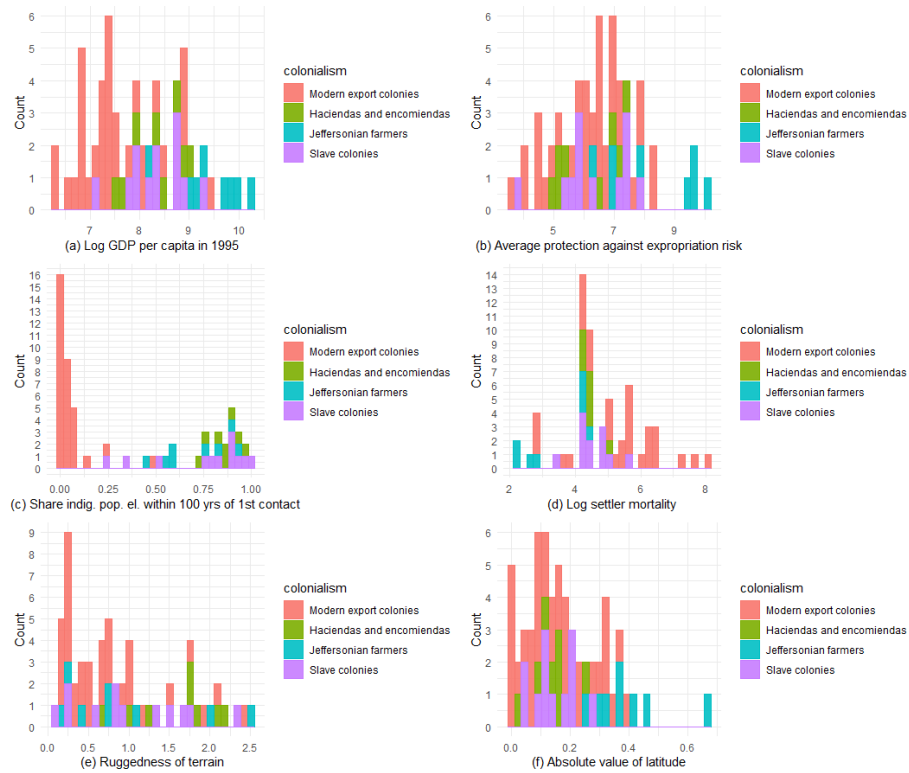 6
5
4
3
2
1
0
Count
7 8 9 10
(a) Log GDP per capita in 1995
colonialism
Modern export colonies
Haciendas and encomiendas
Jeffersonian farmers
Slave colonies
6
5
4
3
2
1
0
Count
5 7 9
(b) Average protection against expropriation risk
colonialism
Modern export colonies
Haciendas and encomiendas
Jeffersonian farmers
Slave colonies
16
15
14
13
12
11
10
9
8
7
6
5
4
3
2
1
0
Count
0.00 0.25 0.50 0.75 1.00
(c) Share indig. pop. el. within 100 yrs of 1st contact
colonialism
Modern export colonies
Haciendas and encomiendas
Jeffersonian farmers
Slave colonies
14
13
12
11
10
9
8
7
6
5
4
3
2
1
0
Count
2 4 6 8
(d) Log settler mortality
colonialism
Modern export colonies
Haciendas and encomiendas
Jeffersonian farmers
Slave colonies
9
8
7
6
5
4
3
2
1
0
Count
0.0 0.5 1.0 1.5 2.0 2.5
(e) Ruggedness of terrain
colonialism
Modern export colonies
Haciendas and encomiendas
Jeffersonian farmers
Slave colonies
6
5
4
3
2
1
0
Count
0.0 0.2 0.4 0.6
(f) Absolute value of latitude
colonialism
Modern export colonies
Haciendas and encomiendas
Jeffersonian farmers
Slave colonies